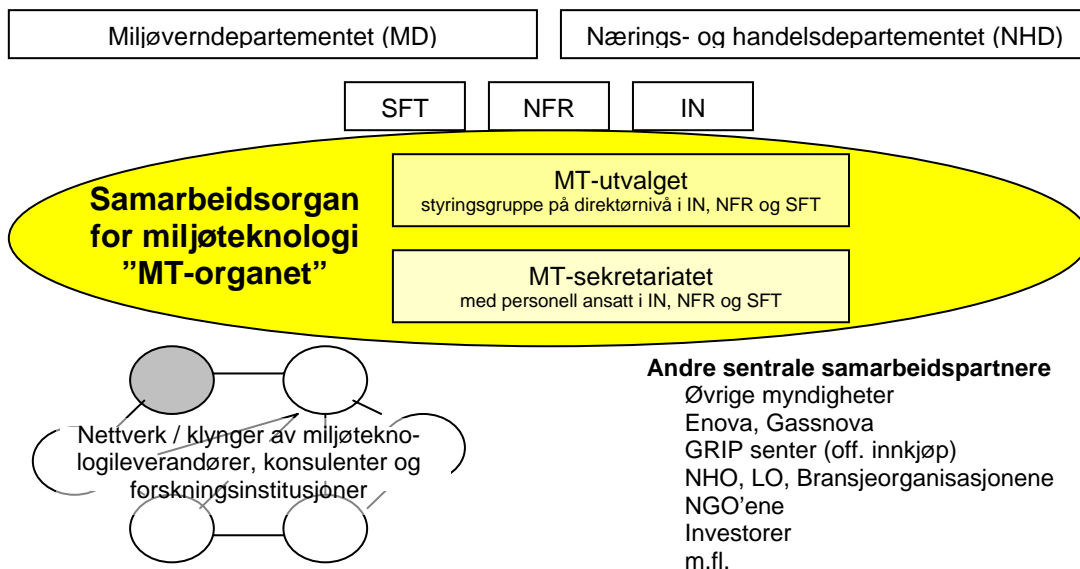 Miljøverndepartementet (MD)
Nærings- og handelsdepartementet (NHD)
SFT
NFR
IN
Samarbeidsorgan
for miljøteknologi
”MT-organet”
MT-utvalget
styringsgruppe på direktørnivå i IN, NFR og SFT
MT-sekretariatet
med personell ansatt i IN, NFR og SFT
Nettverk / klynger av miljøtekno-
logileverandører, konsulenter og
forskningsinstitusjoner
Andre sentrale samarbeidspartnere
Øvrige myndigheter
Enova, Gassnova
GRIP senter (off. innkjøp)
NHO, LO, Bransjeorganisasjonene
NGO’ene
Investorer
m.fl.